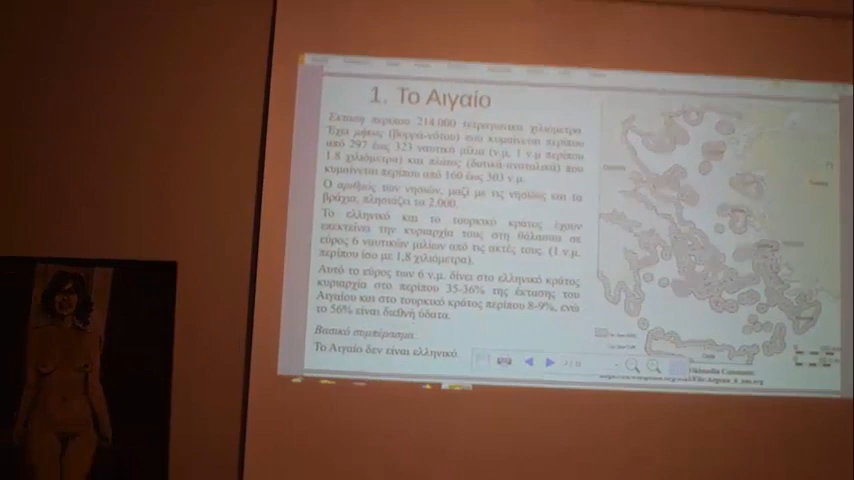 1. Το Αιγαίο
Έκταση περίπου 214.000 τετραγωνικά χιλιόμετρα
Έχει μήκος (βορρά-νότου) που κυμαίνεται περίπου
από 297 έως 323 ναυτικά μίλια (ν.μ, 1 ν.μ περίπου
1.8 χιλιόμετρα) και πλάτος (δυτικά-ανατολικά) που
κυμαίνεται περίπου από 160 έως 303 ν.μ.
Ο αριθμός των νησιών, μαζί με τις νησίδες και τα
βράχια, πλησιάζει τα 2.000.
Το ελληνικό και το τουρκικό κράτος έχουν
επεκτείνει την κυριαρχία τους στη θάλασσα σε
εύρος 6 ναυτικών μιλίων από τις ακτές τους. (1 ν.μ.
περίπου ίσο με 1,8 χιλιόμετρα).
Αυτό το εύρος των 6 ν.μ. δίνει στο ελληνικό κράτος
κυριαρχία στο περίπου 35-36% της έκτασης του
Αιγαίου και στο τουρκικό κράτος περίπου 8-9%, ενώ
το 56% είναι διεθνή ύδατα.
Βασικό συμπέρασμα
Το Αιγαίο δεν είναι ελληνικό
Wikimedia Commons